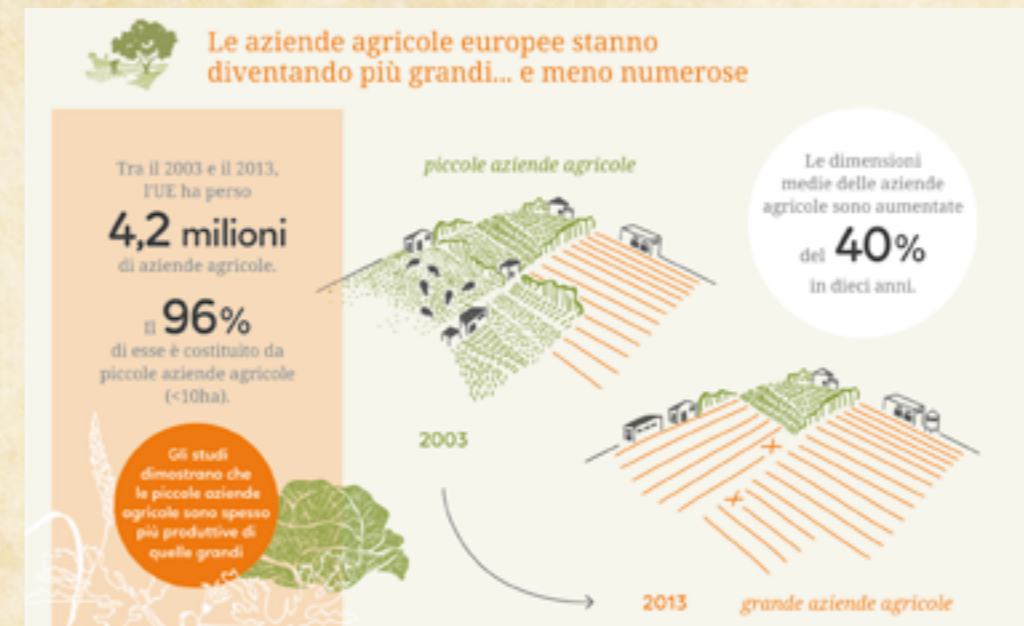 Le aziende agricole europee stanno
diventando più grandi... e meno numerose
Tra il 2003 e il 2013,
l'UE ha perso
4,2 milioni
di aziende agricole.
Il 96%
di esse è costituito da
piccole aziende agricole
(<10ha).
Gli studi
dimostrano che
le piccole aziende
agricole sono spesso
più produttive di
quelle grandi
piccole aziende agricole
2003
Le dimensioni
medie delle aziende
agricole sono aumentate
del 40%
in dieci anni.
2013
grande aziende agricole